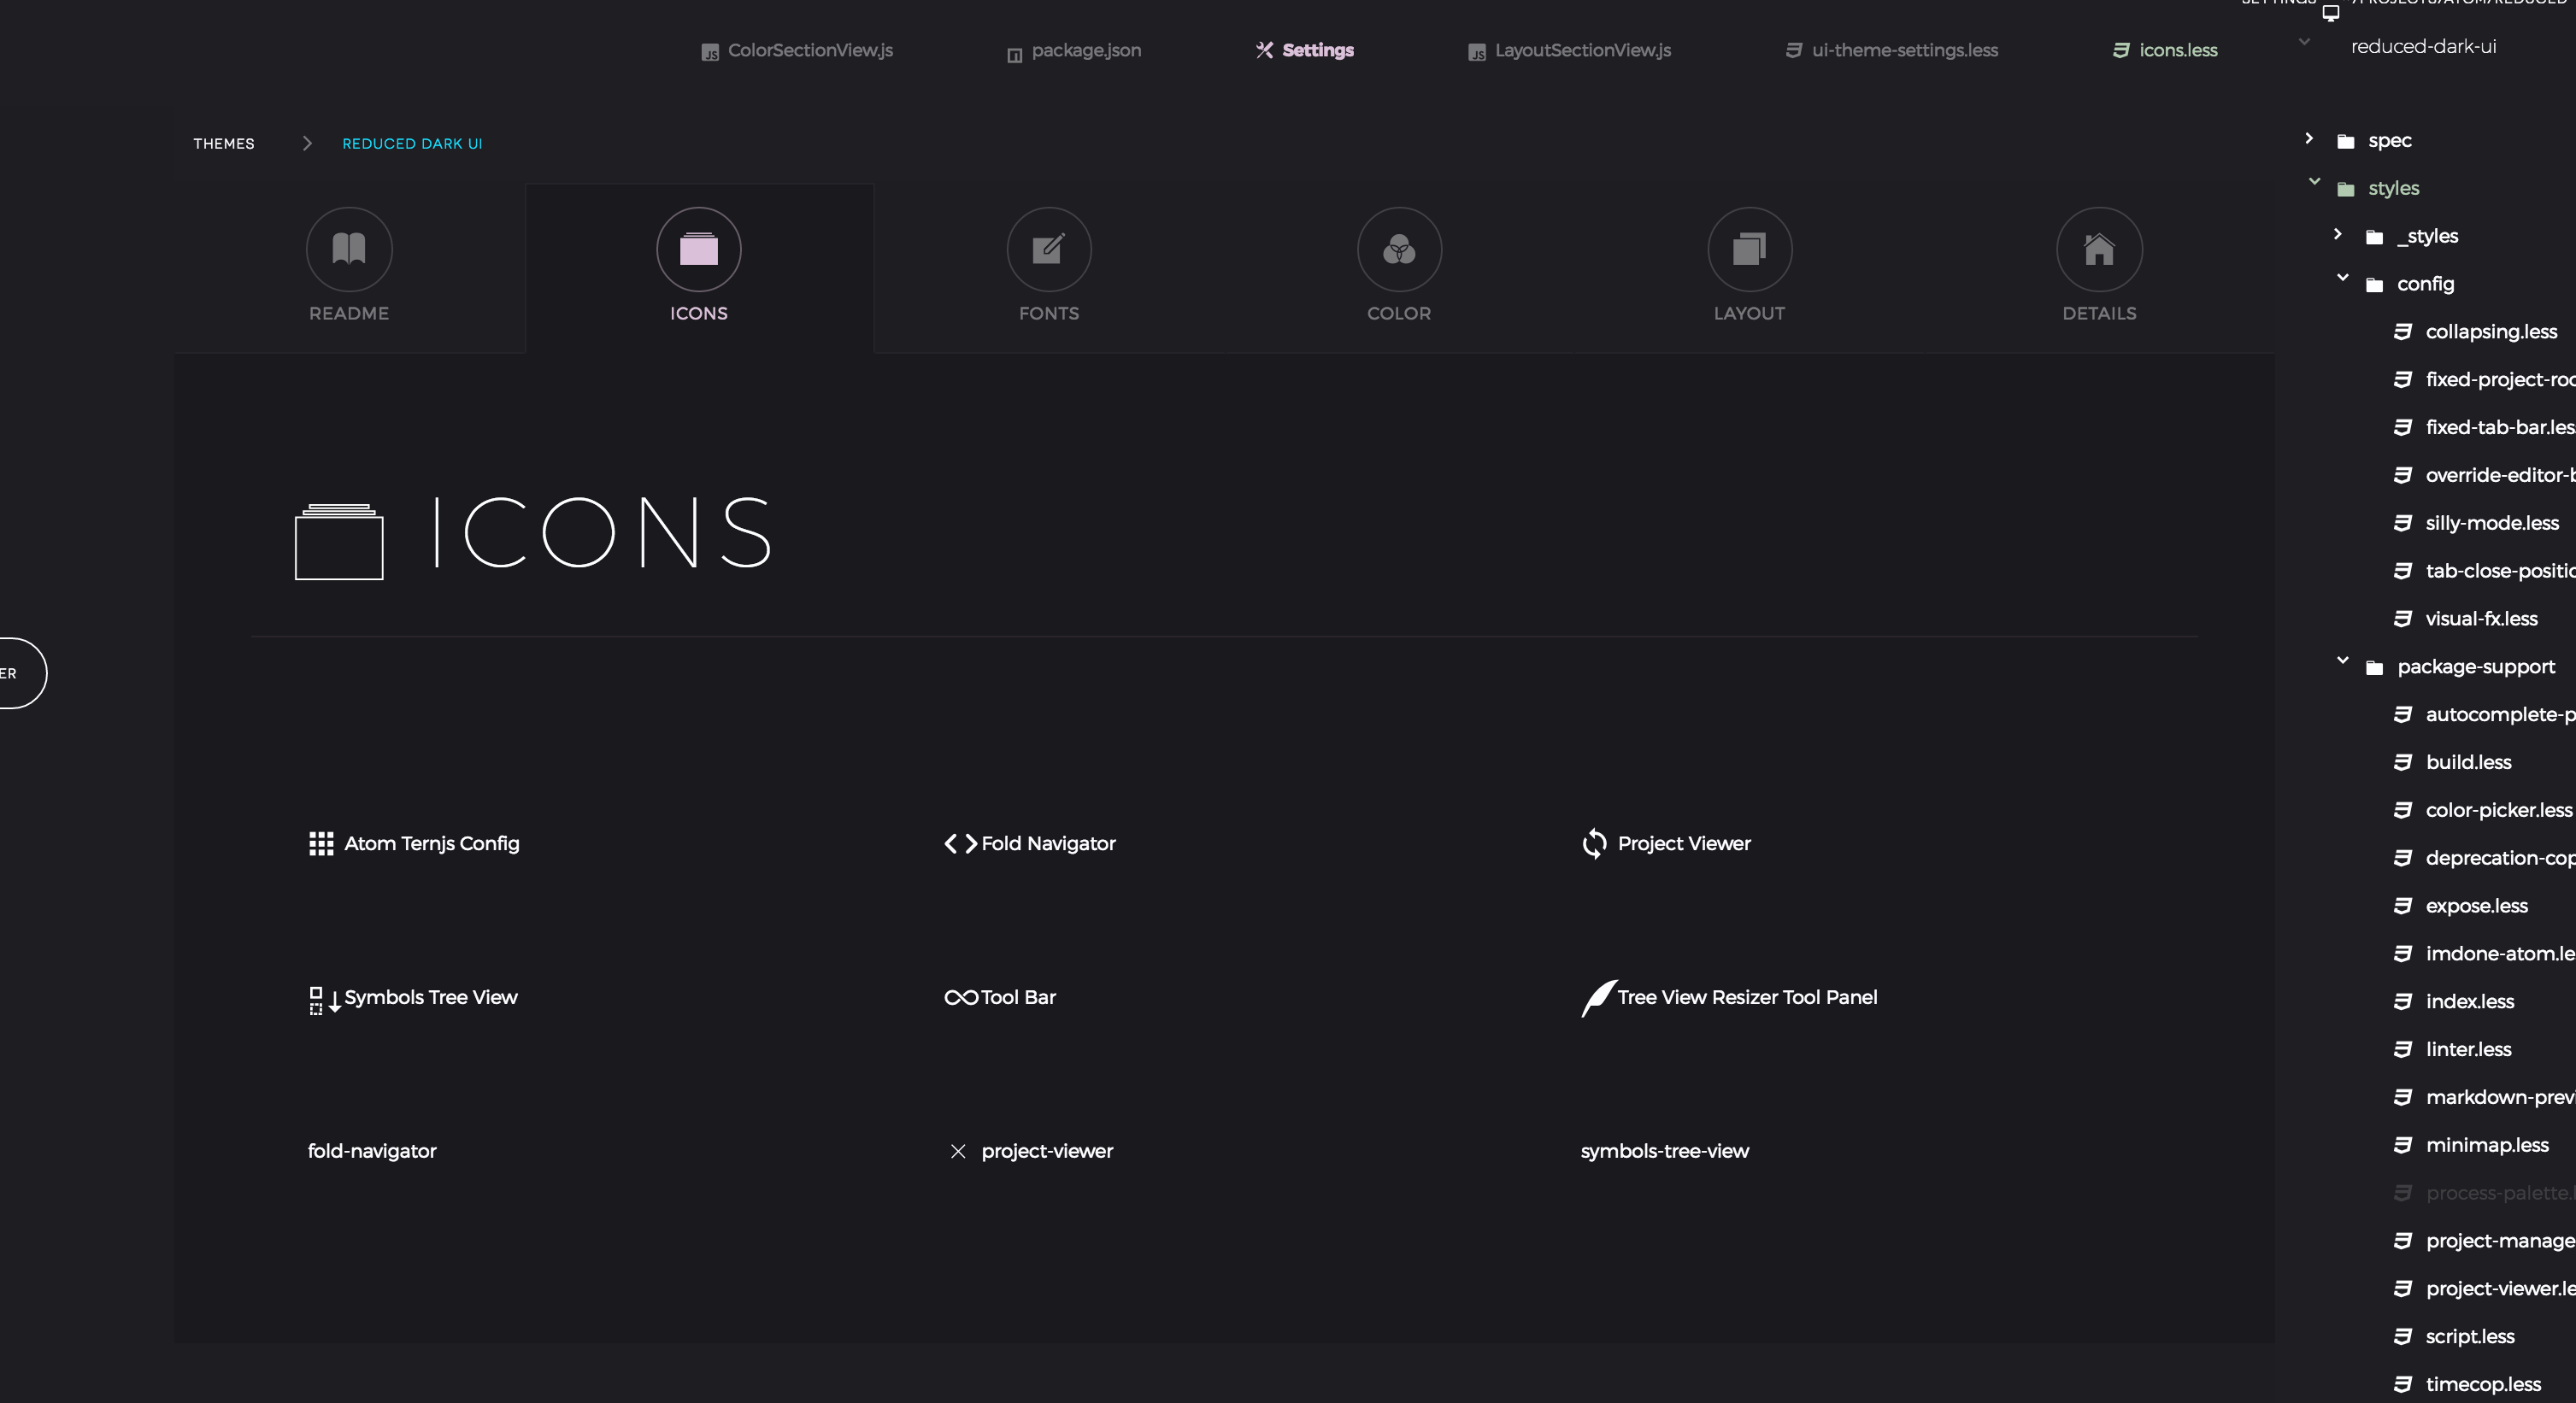 ColorSectionView.js
package.json
Settings
LayoutSectionView.js
ui-theme-settings.less
icons.less
reduced-dark-ui
THEMES
REDUCED DARK UI
README
ICONS
FONTS
COLOR
LAYOUT
DETAILS
ICONS
ER
Atom Ternjs Config
Fold Navigator
Project Viewer
Symbols Tree View
Tool Bar
Tree View Resizer Tool Panel
fold-navigator
project-viewer
symbols-tree-view
spec
styles
_styles
config
collapsing.less
fixed-project-roo
fixed-tab-bar.les
override-editor-b
silly-mode.less
tab-close-positio
visual-fx.less
package-support
autocomplete-p
build.less
color-picker.less
deprecation-cop
expose.less
imdone-atom.le
index.less
linter.less
markdown-prev
minimap.less
process-palette.l
project-manage
project-viewer.le
script.less
timecop.less